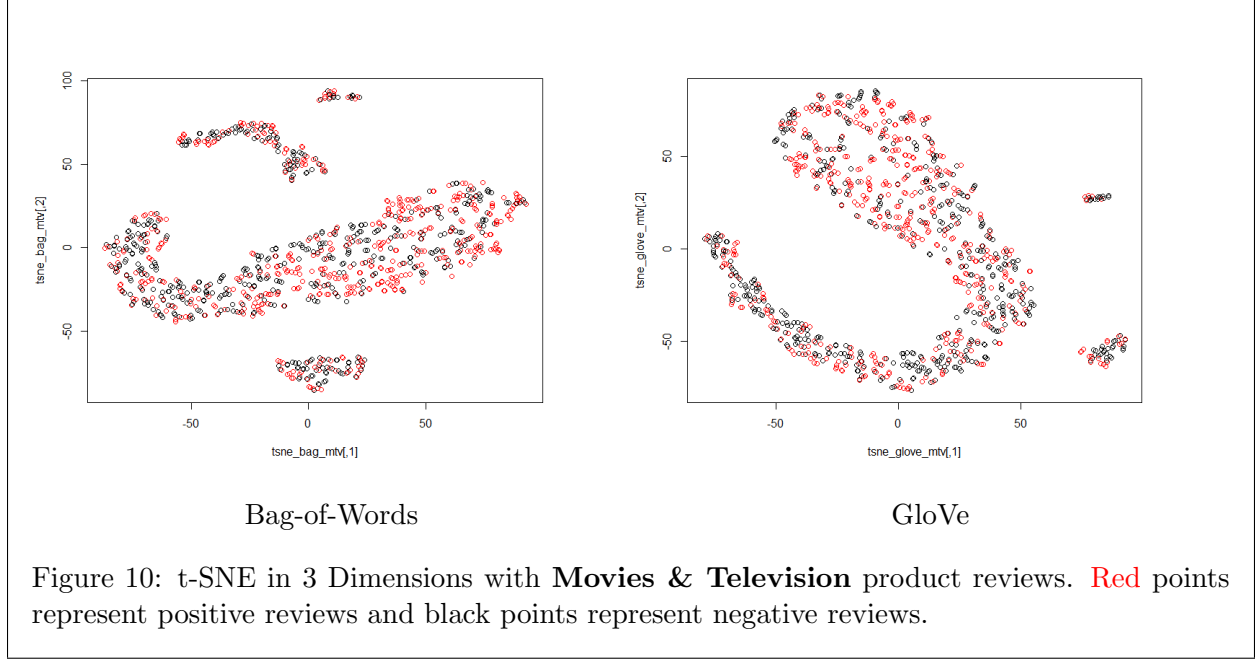 100
50
0
-50
tsne_bag_mtv[,2]
-50 0 50
tsne_bag_mtv[,1]
50
0
-50
tsne_glove_mtv[,2]
-50 0 50
tsne_glove_mtv[,1]
Bag-of-Words
GloVe
Figure 10: t-SNE in 3 Dimensions with Movies & Television product reviews. Red points
represent positive reviews and black points represent negative reviews.